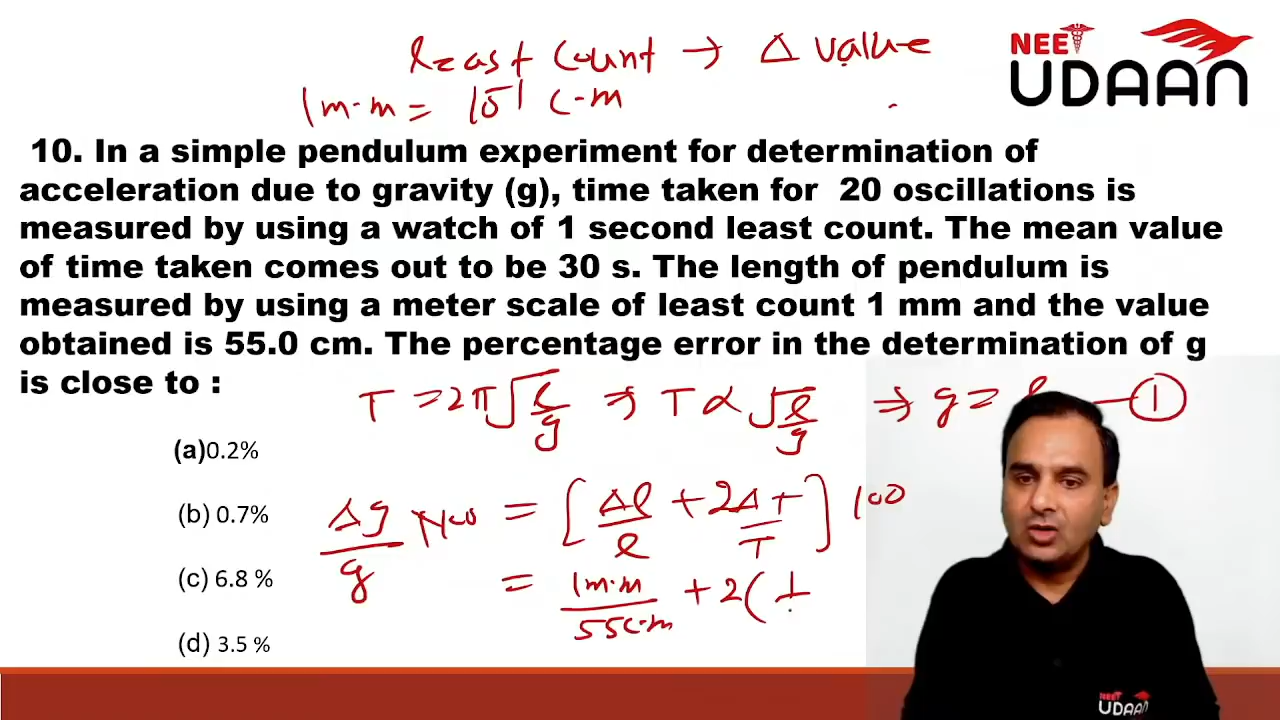 least count → Δ value
1 m.m = 10⁻¹ c.m
NEET
UDAAN
10. In a simple pendulum experiment for determination of
acceleration due to gravity (g), time taken for 20 oscillations is
measured by using a watch of 1 second least count. The mean value
of time taken comes out to be 30 s. The length of pendulum is
measured by using a meter scale of least count 1 mm and the value
obtained is 55.0 cm. The percentage error in the determination of g
is close to :
T = 2π√(l/g) ⇒ T ∝ √(l/g) ⇒ g = l — ①
(a)0.2%
(b) 0.7%
(c) 6.8 %
(d) 3.5 %
Δg/g ×100 = [Δl/l + 2ΔT/T] 100
= 1m.m/55c.m + 2(1
NEET
UDAAN